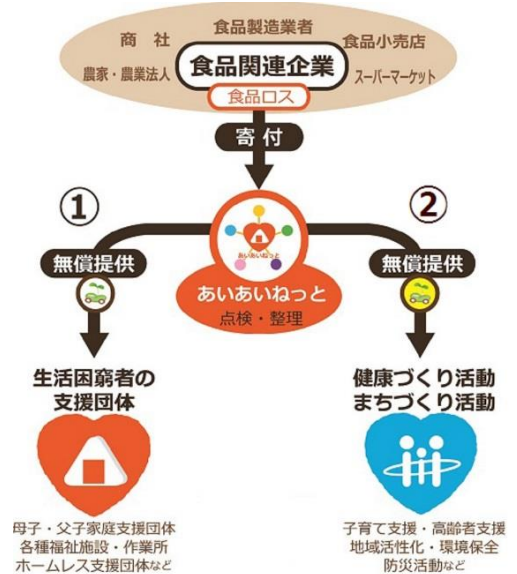 食品製造業者
商　社
食品小売店
農家・農業法人
食品関連企業
スーパーマーケット
食品ロス
寄付
①
②
無償提供
無償提供
あいあいねっと
あいあいねっと
点検・整理
生活困窮者の
支援団体
健康づくり活動
まちづくり活動
母子・父子家庭支援団体
各種福祉施設・作業所
ホームレス支援団体など
子育て支援・高齢者支援
地域活性化・環境保全
防災活動など